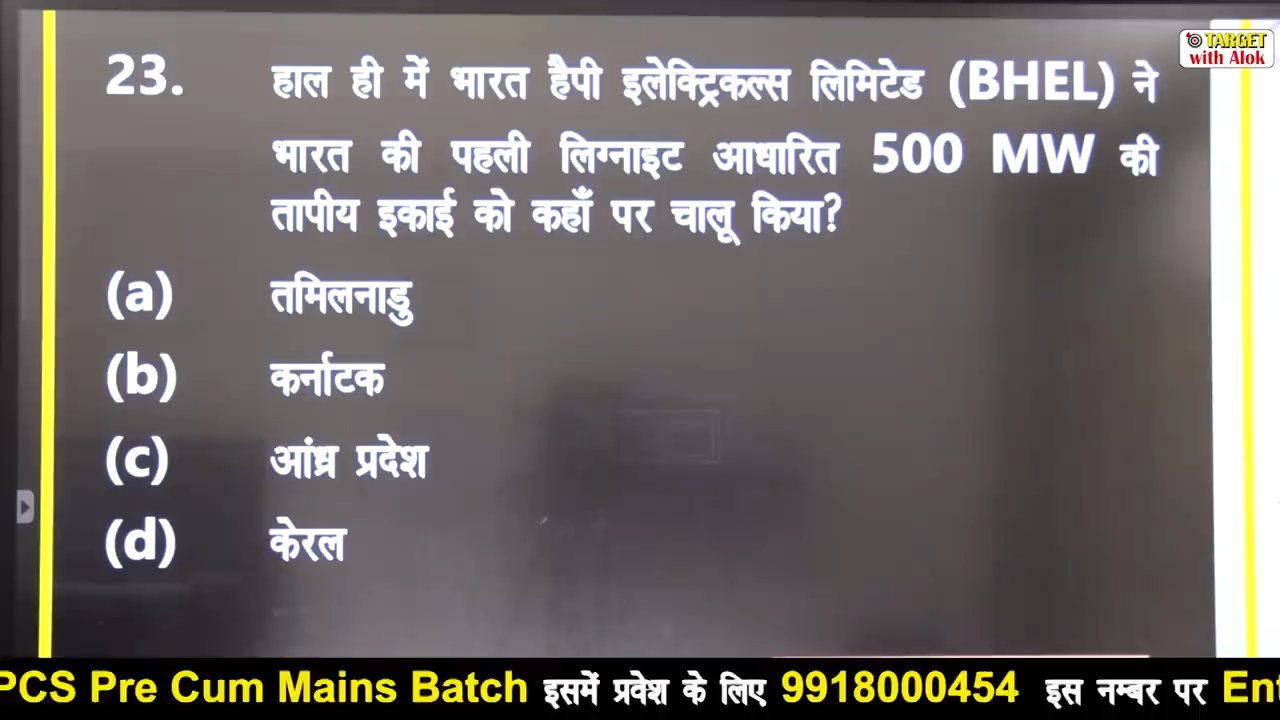 TARGET
with Alok
23. हाल ही में भारत हैपी इलेक्ट्रिकल्स लिमिटेड (BHEL) ने
भारत की पहली लिग्नाइट आधारित 500 MW की
तापीय इकाई को कहाँ पर चालू किया?
(a) तमिलनाडु
(b) कर्नाटक
(c) आंध्र प्रदेश
(d) केरल
PCS Pre Cum Mains Batch इसमें प्रवेश के लिए 9918000454 इस नम्बर पर Ent